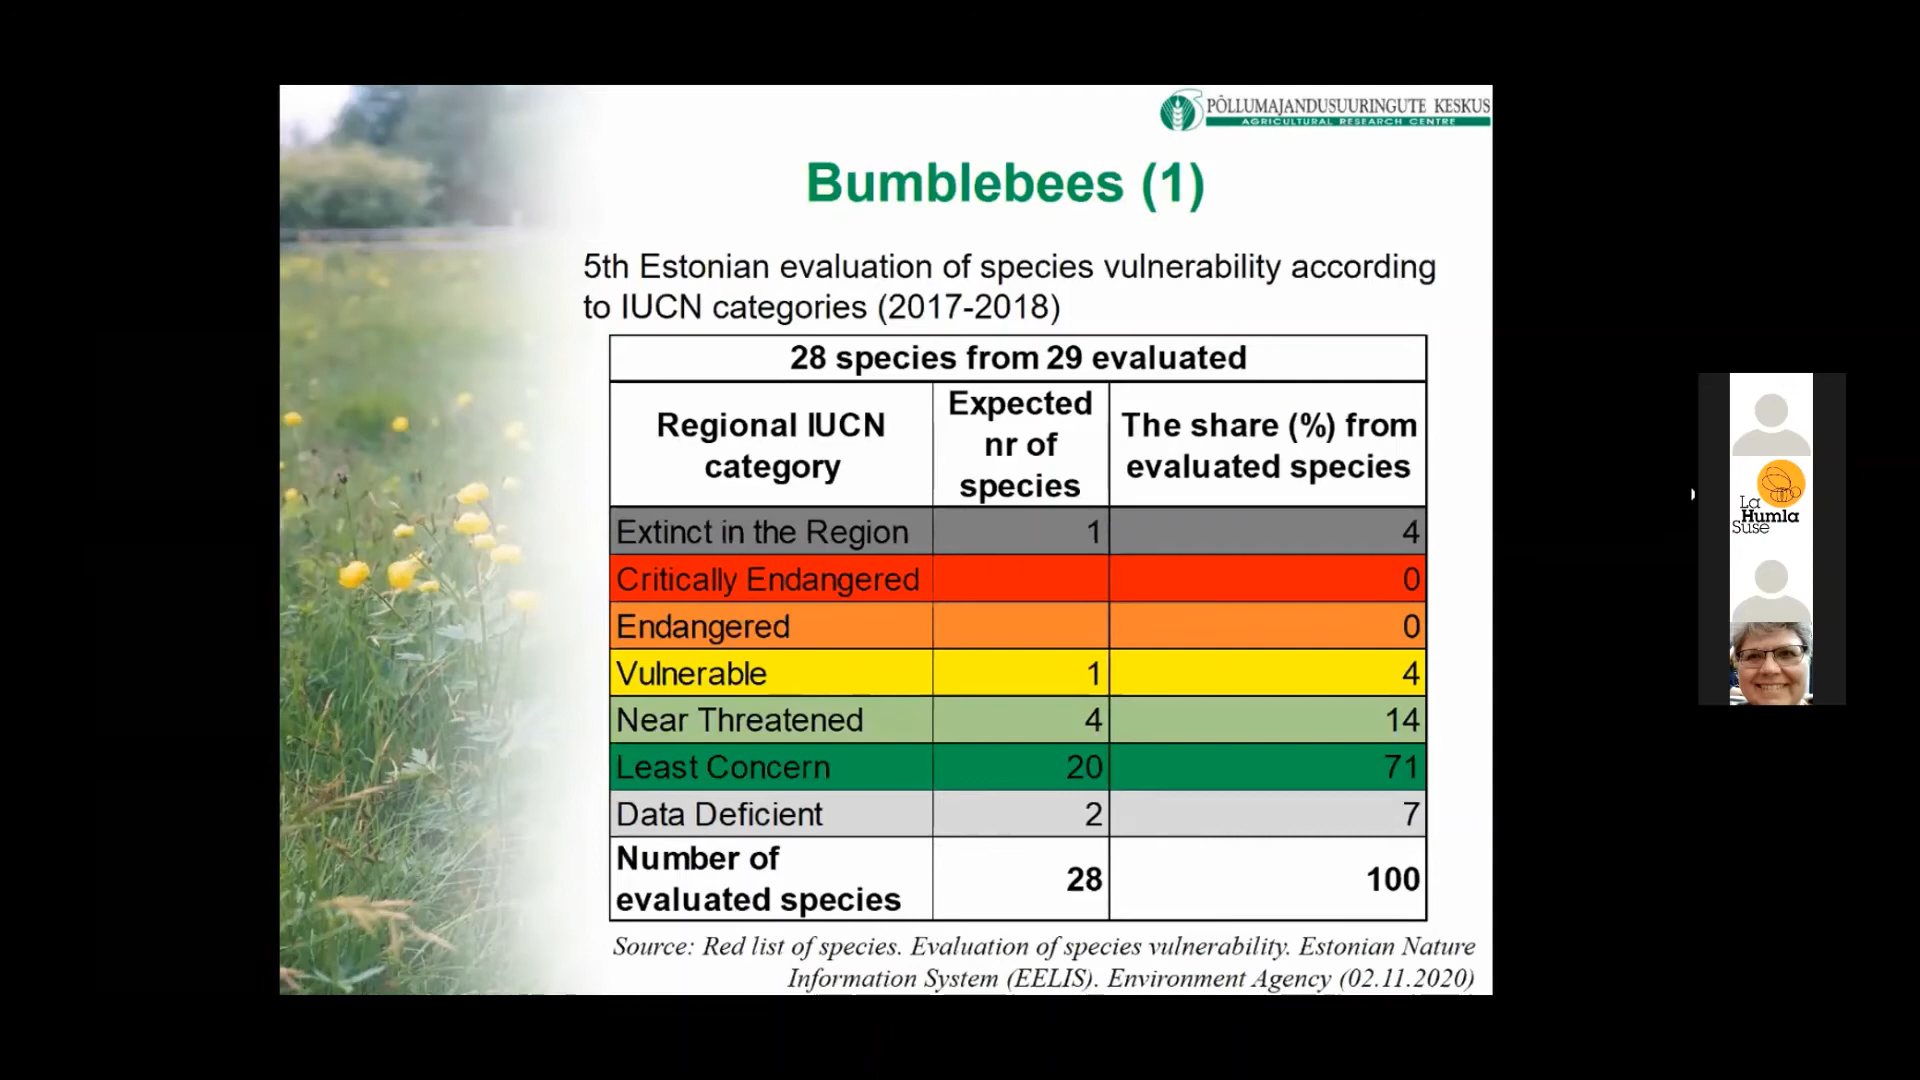 PÕLLUMAJANDUSUURINGUTE KESKUS
AGRICULTURAL RESEARCH CENTRE
Bumblebees (1)
5th Estonian evaluation of species vulnerability according
to IUCN categories (2017-2018)
28 species from 29 evaluated
Regional IUCN
category
Expected
nr of
species
The share (%) from
evaluated species
Extinct in the Region 1 4
Critically Endangered 0
Endangered 0
Vulnerable 1 4
Near Threatened 4 14
Least Concern 20 71
Data Deficient 2 7
Number of
evaluated species 28 100
Source: Red list of species. Evaluation of species vulnerability. Estonian Nature
Information System (EELIS). Environment Agency (02.11.2020)
La
Humla
Suse